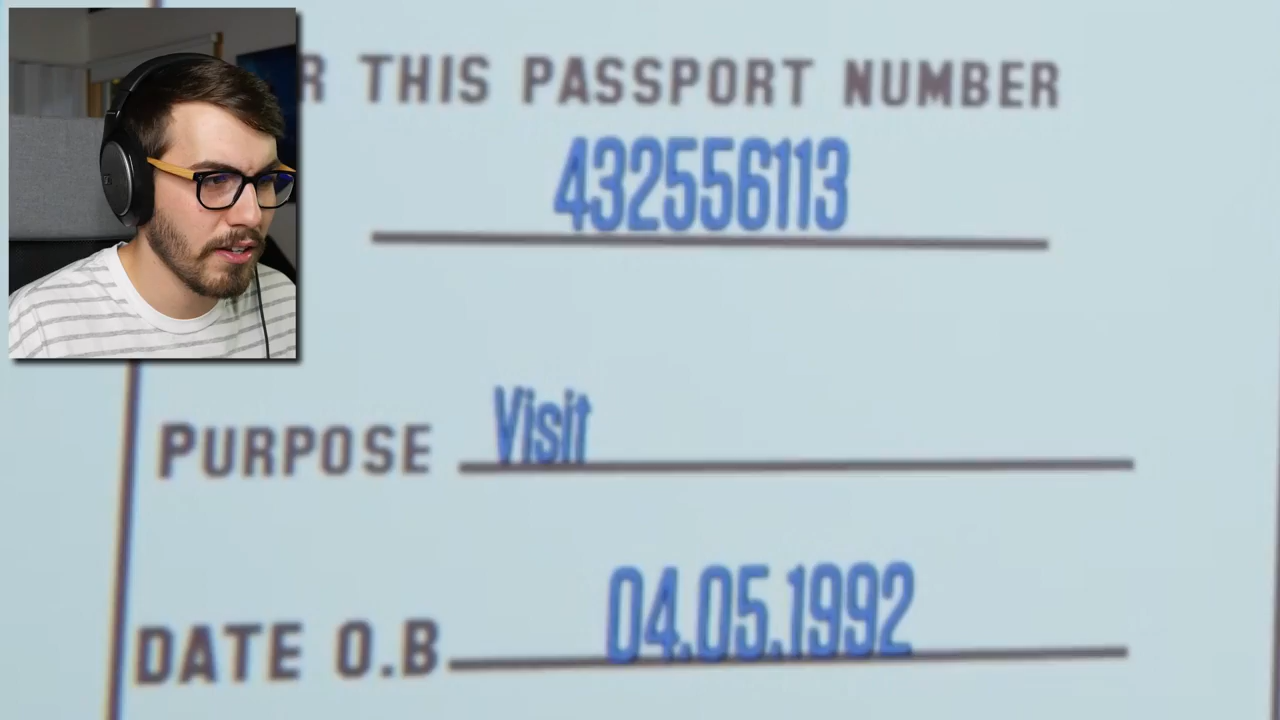 R THIS PASSPORT NUMBER
432556113
PURPOSE Visit
DATE O.B 04.05.1992